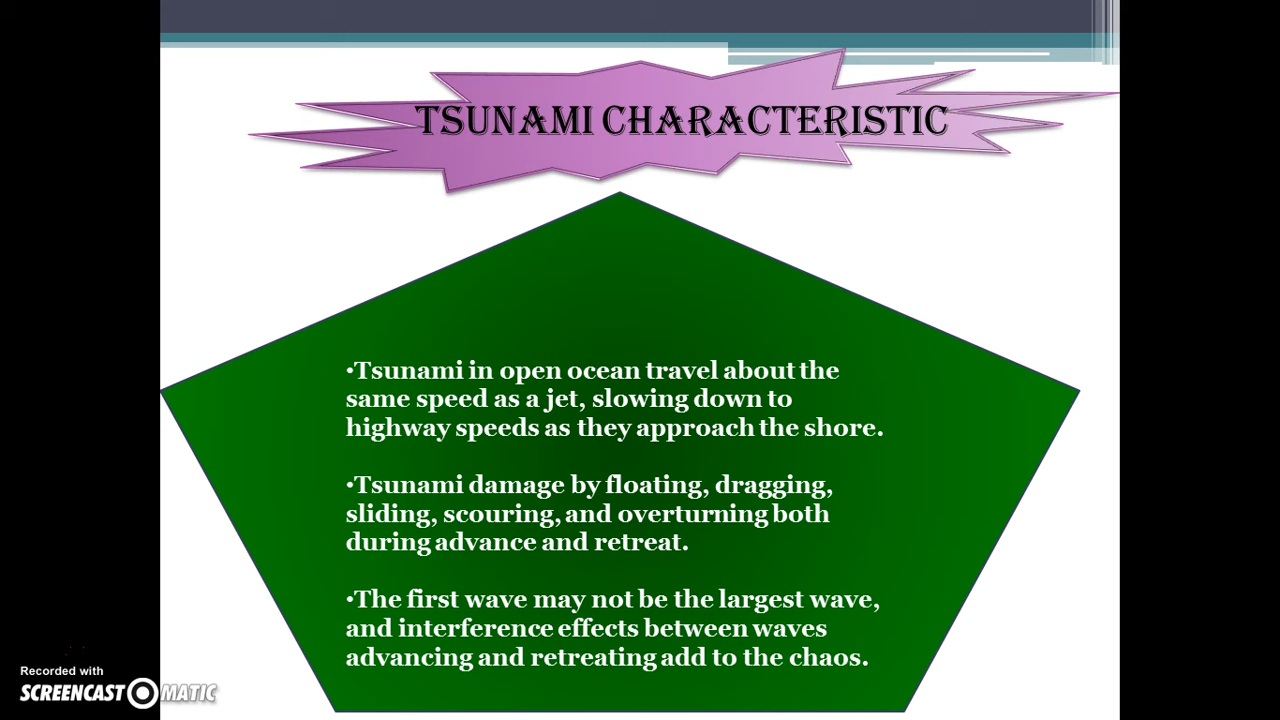 TSUNAMI CHARACTERISTIC
•Tsunami in open ocean travel about the
same speed as a jet, slowing down to
highway speeds as they approach the shore.
•Tsunami damage by floating, dragging,
sliding, scouring, and overturning both
during advance and retreat.
•The first wave may not be the largest wave,
and interference effects between waves
advancing and retreating add to the chaos.
Recorded with
SCREENCAST MATIC